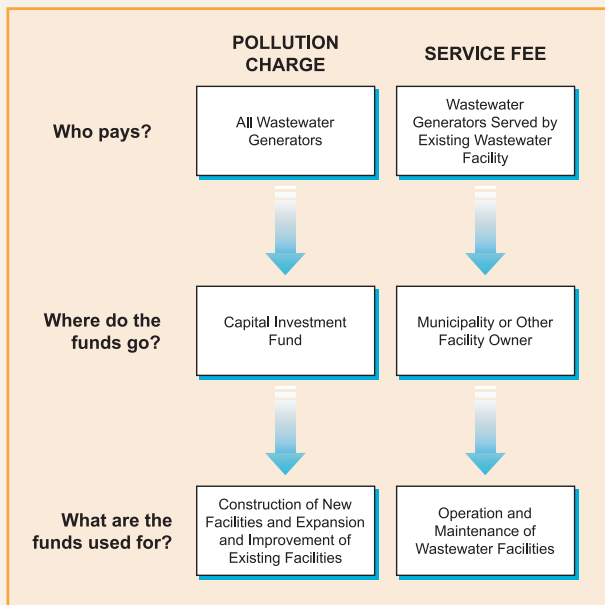 POLLUTION
CHARGE
SERVICE FEE
Who pays?
All Wastewater
Generators
Wastewater
Generators Served by
Existing Wastewater
Facility
Where do the
funds go?
Capital Investment
Fund
Municipality or Other
Facility Owner
What are the
funds used for?
Construction of New
Facilities and Expansion
and Improvement of
Existing Facilities
Operation and
Maintenance of
Wastewater Facilities